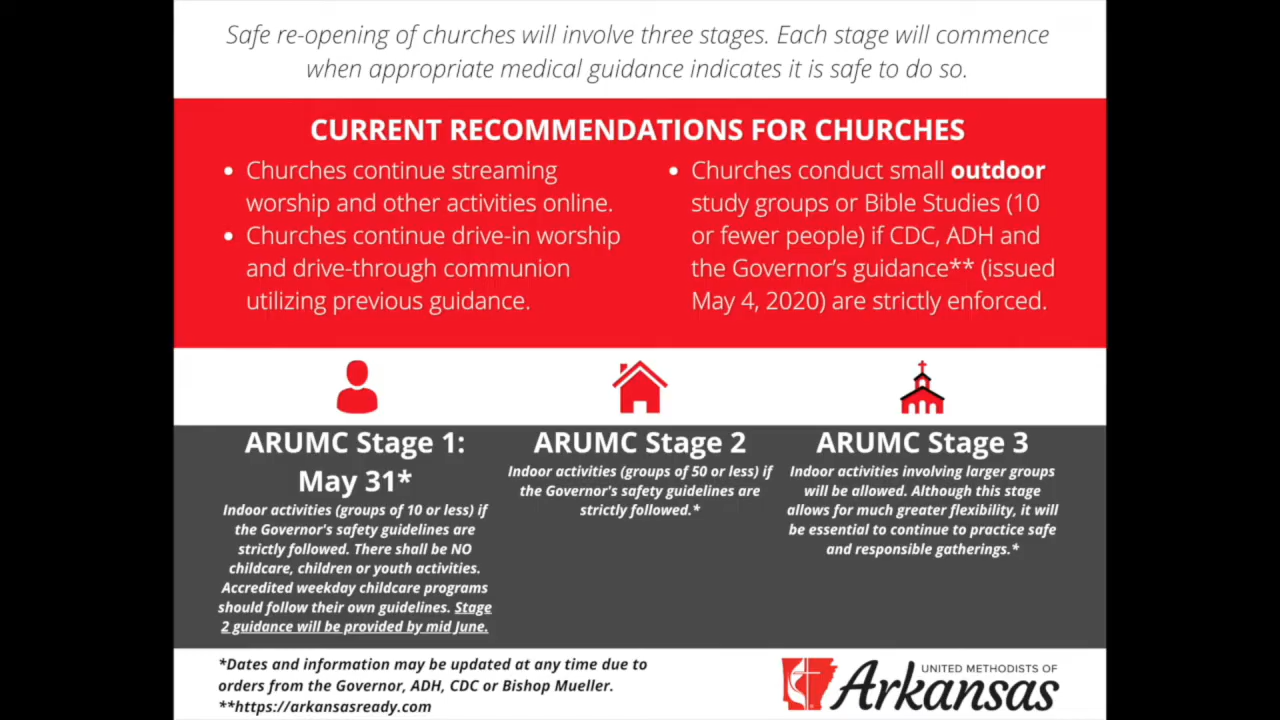 Safe re-opening of churches will involve three stages. Each stage will commence
when appropriate medical guidance indicates it is safe to do so.
CURRENT RECOMMENDATIONS FOR CHURCHES
• Churches continue streaming
worship and other activities online.
• Churches continue drive-in worship
and drive-through communion
utilizing previous guidance.
• Churches conduct small outdoor
study groups or Bible Studies (10
or fewer people) if CDC, ADH and
the Governor's guidance** (issued
May 4, 2020) are strictly enforced.
ARUMC Stage 1:
May 31*
Indoor activities (groups of 10 or less) if
the Governor's safety guidelines are
strictly followed. There shall be NO
childcare, children or youth activities.
Accredited weekday childcare programs
should follow their own guidelines. Stage
2 guidance will be provided by mid June.
ARUMC Stage 2
Indoor activities (groups of 50 or less) if
the Governor's safety guidelines are
strictly followed.*
ARUMC Stage 3
Indoor activities involving larger groups
will be allowed. Although this stage
allows for much greater flexibility, it will
be essential to continue to practice safe
and responsible gatherings.*
*Dates and information may be updated at any time due to
orders from the Governor, ADH, CDC or Bishop Mueller.
**https://arkansasready.com
UNITED METHODISTS OF
Arkansas